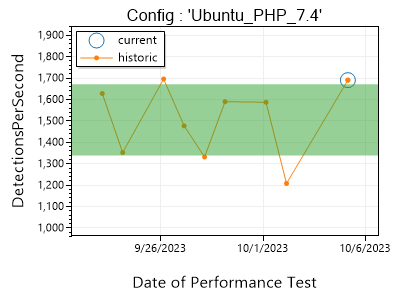 Config : 'Ubuntu_PHP_7.4'
current
historic
DetectionsPerSecond
1,900
1,800
1,700
1,600
1,500
1,400
1,300
1,200
1,100
1,000
9/26/2023
10/1/2023
10/6/2023
Date of Performance Test